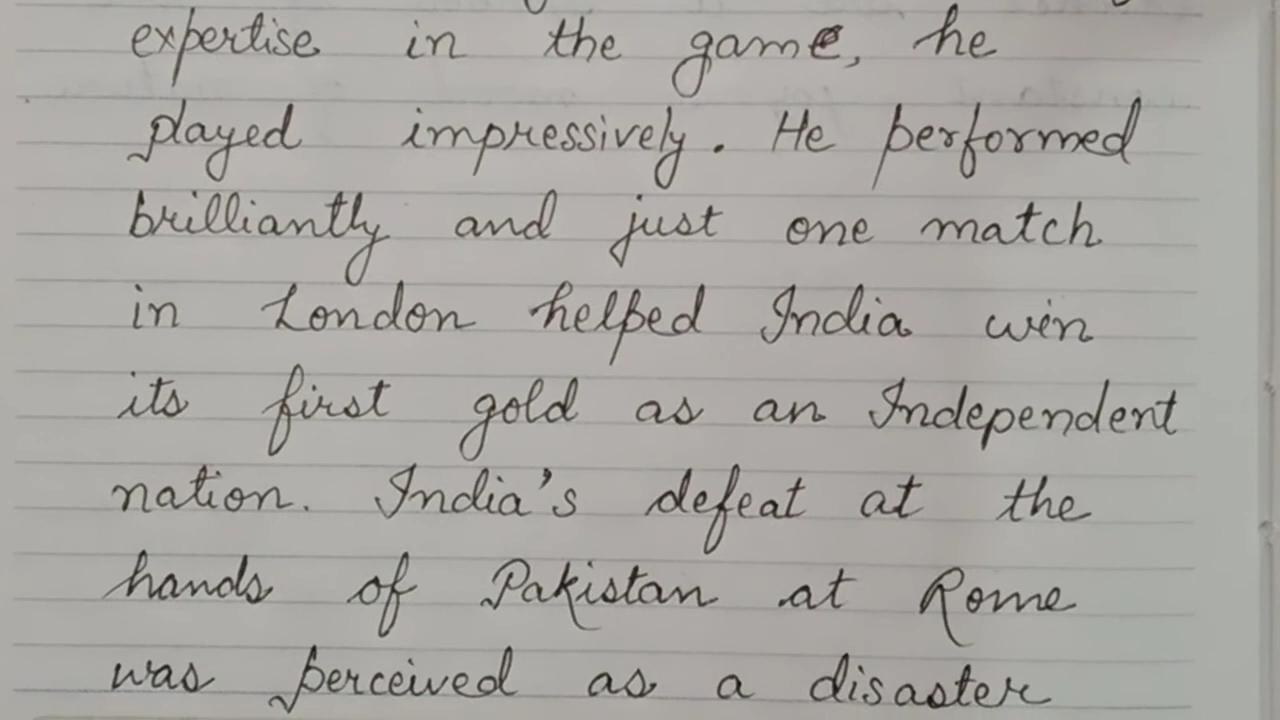 expertise in the game, he
played impressively. He performed
brilliantly and just one match
in London helped India win
its first gold as an Independent
nation. India's defeat at the
hands of Pakistan at Rome
was perceived as a disaster